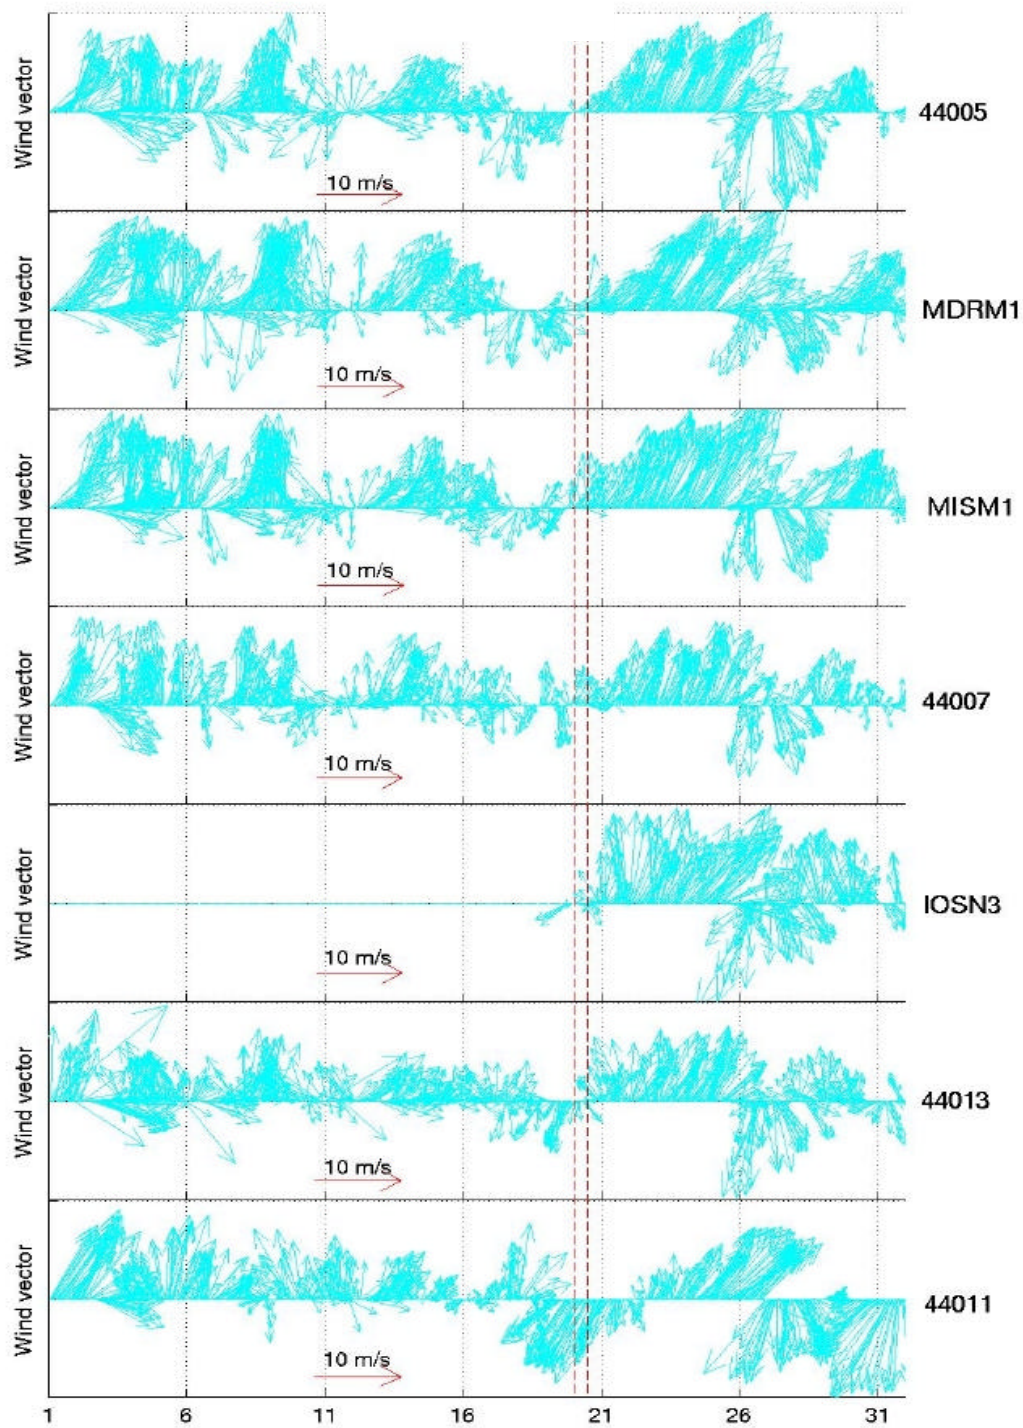 Wind vector
10 m/s
44005
Wind vector
10 m/s
MDRM1
Wind vector
10 m/s
MISM1
Wind vector
10 m/s
44007
Wind vector
10 m/s
IOSN3
Wind vector
10 m/s
44013
Wind vector
10 m/s
44011
1 6 11 16 21 26 31